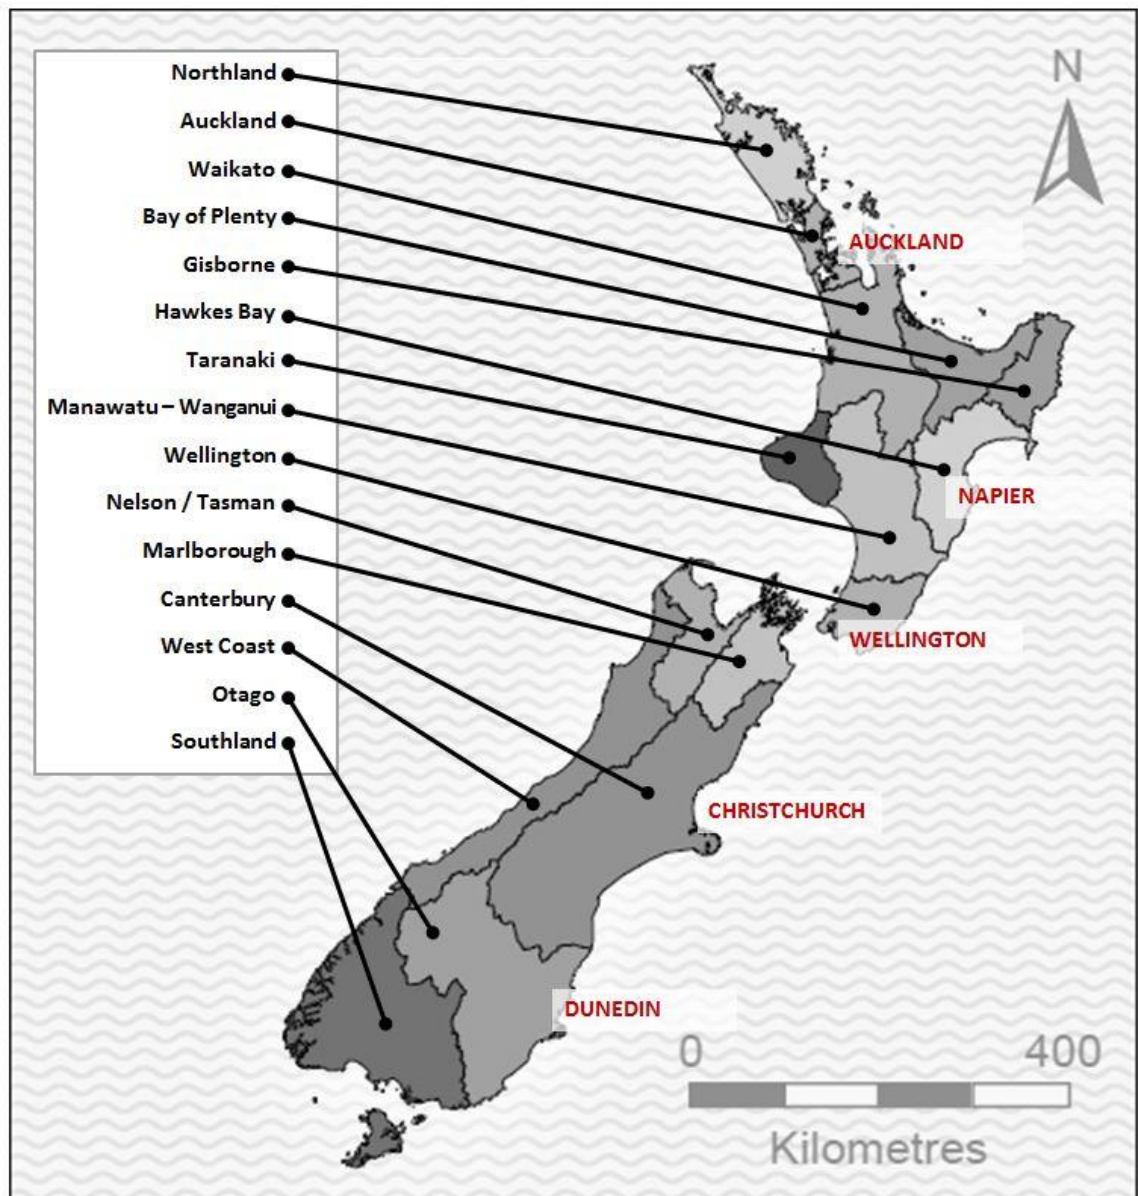 Northland
Auckland
Waikato
Bay of Plenty
Gisborne
Hawkes Bay
Taranaki
Manawatu – Wanganui
Wellington
Nelson / Tasman
Marlborough
Canterbury
West Coast
Otago
Southland
N
AUCKLAND
NAPIER
WELLINGTON
CHRISTCHURCH
DUNEDIN
0 400
Kilometres